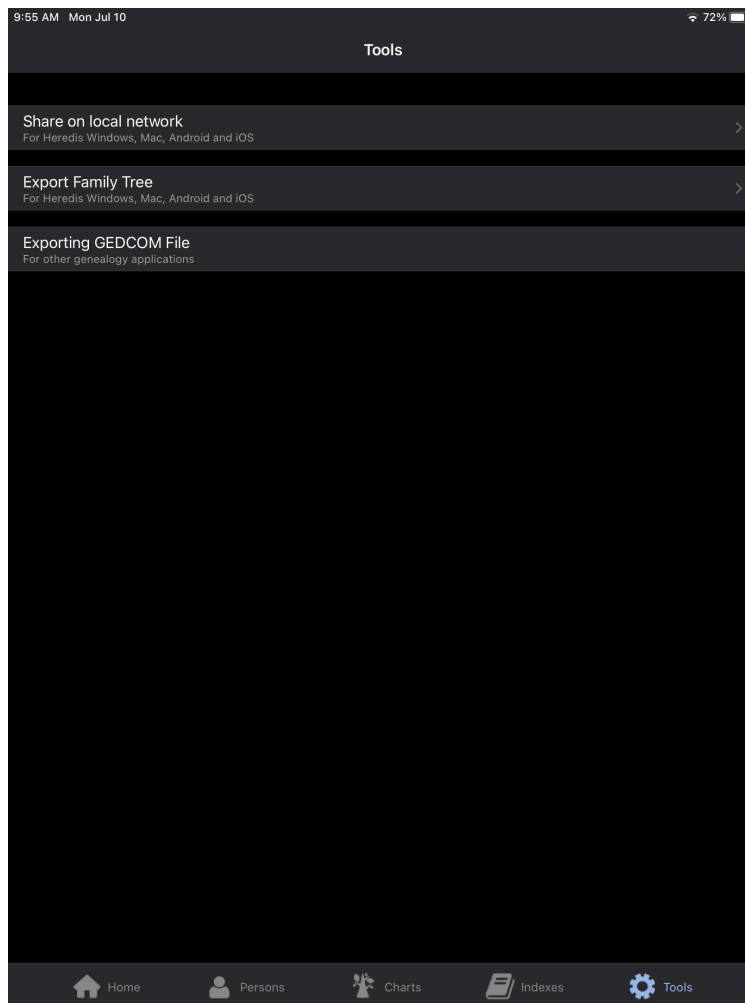 9:55 AM Mon Jul 10
72%
Tools
Share on local network
For Heredis Windows, Mac, Android and iOS
Export Family Tree
For Heredis Windows, Mac, Android and iOS
Exporting GEDCOM File
For other genealogy applications
Home Persons Charts Indexes Tools